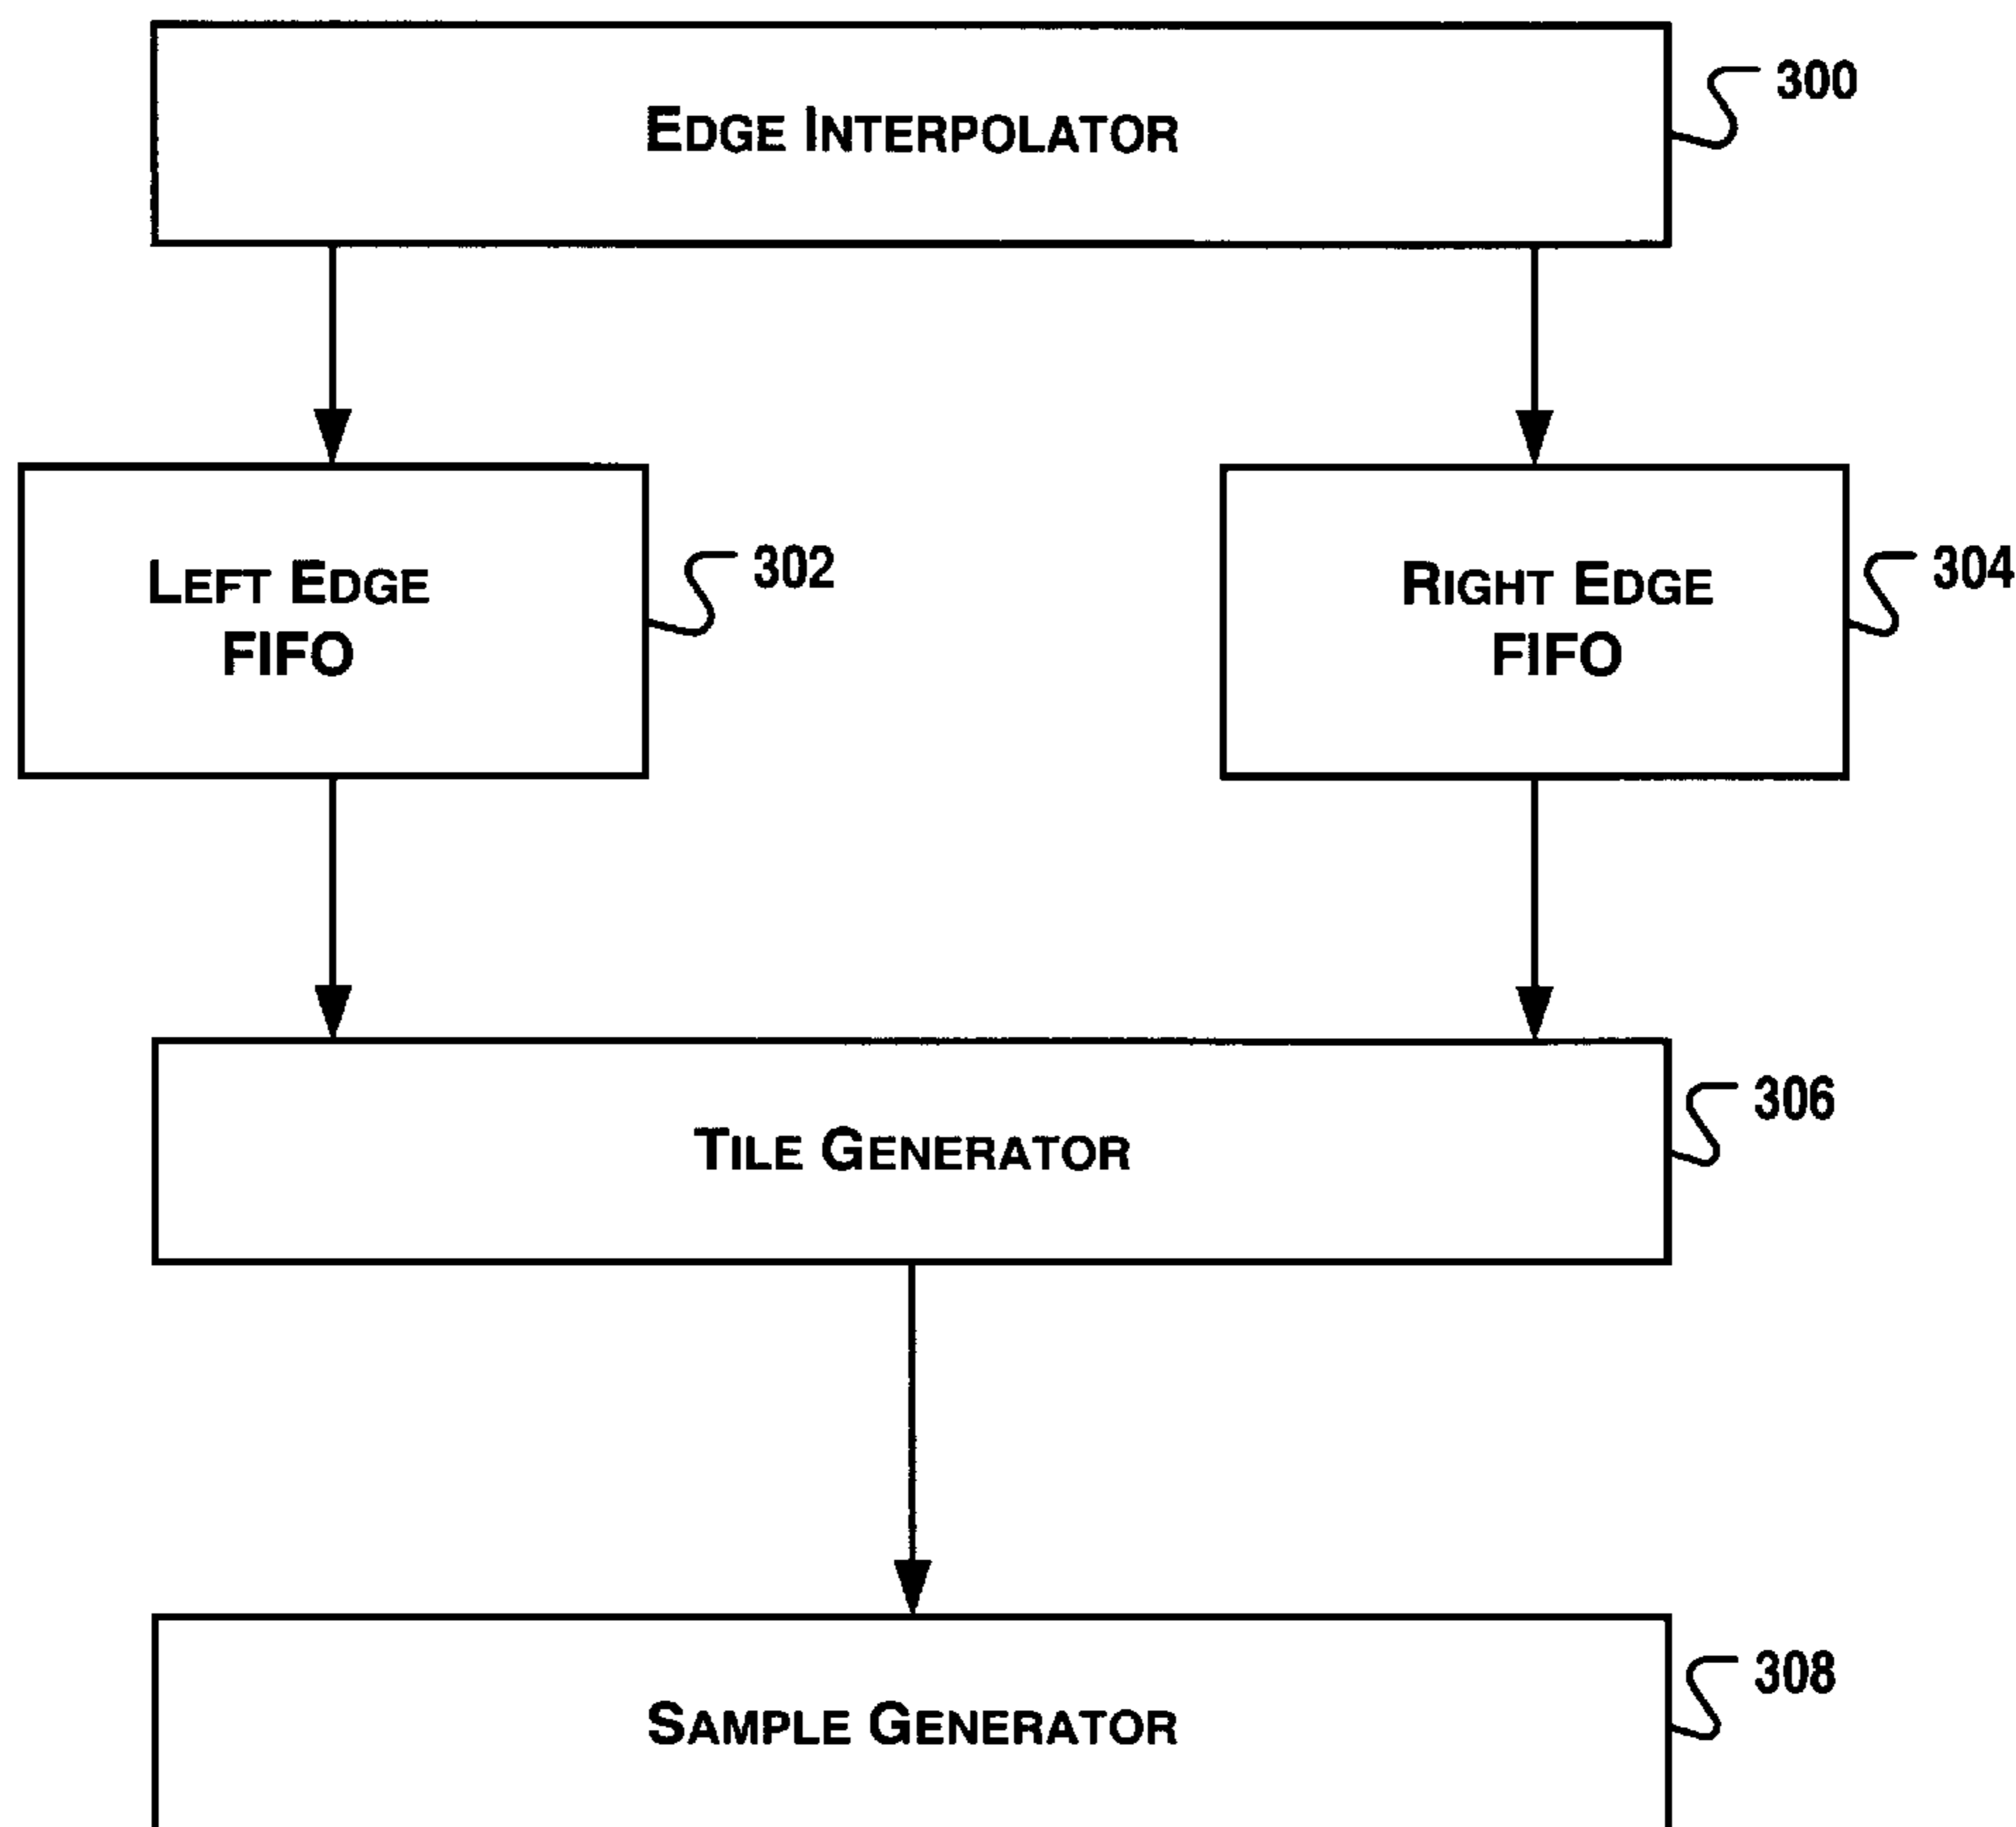 EDGE INTERPOLATOR
300
LEFT EDGE
FIFO
302
RIGHT EDGE
FIFO
304
TILE GENERATOR
306
SAMPLE GENERATOR
308